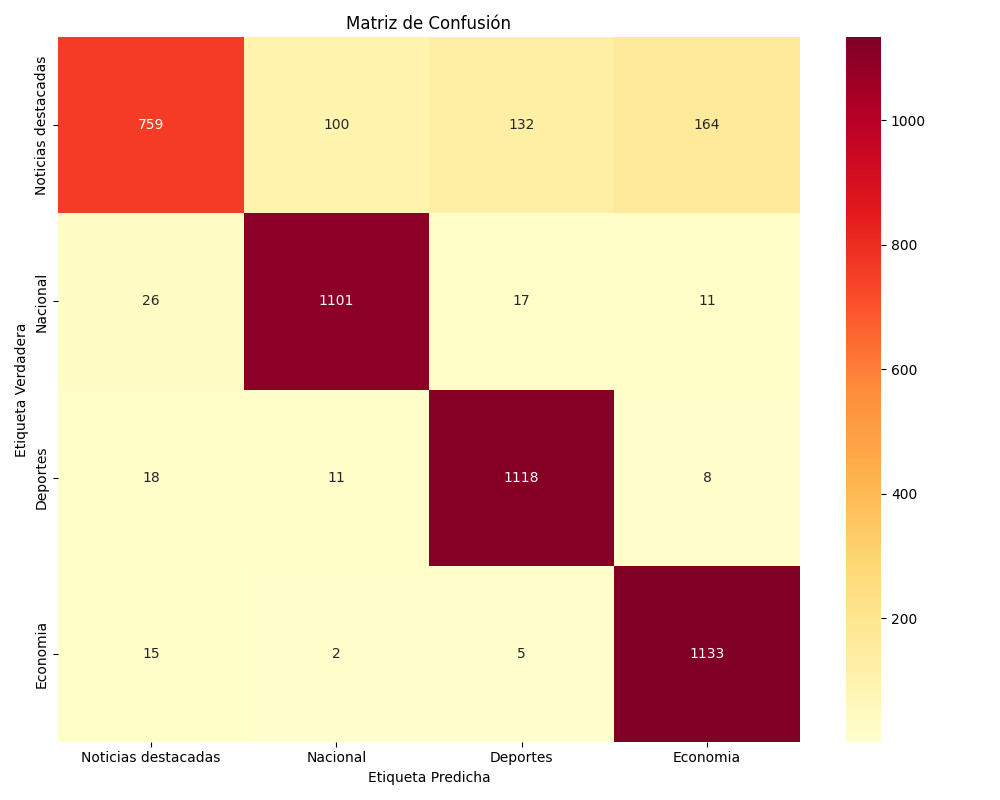 Matriz de Confusión
Noticias destacadas
759 100 132 164
Nacional
26 1101 17 11
Deportes
18 11 1118 8
Economia
15 2 5 1133
Etiqueta Verdadera
Noticias destacadas Nacional Deportes Economia
Etiqueta Predicha
1000
800
600
400
200